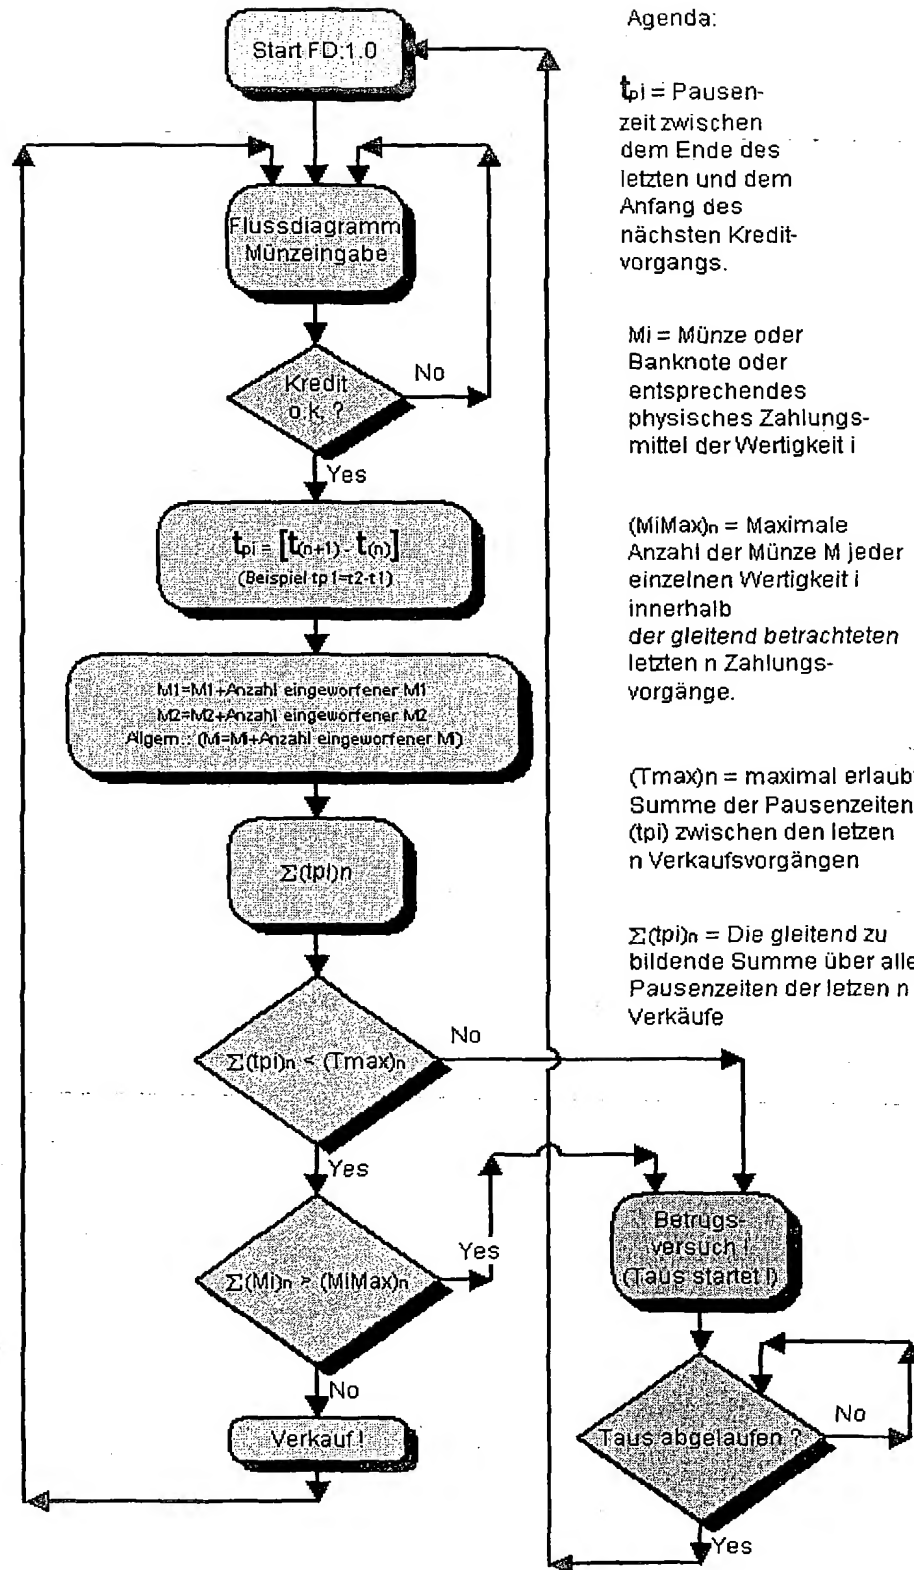 Start FD:1.0
Flussdiagramm
Münzeingabe
Kredit
o.k. ?
No
Yes
tpi = [t(n+1) - t(n)]
(Beispiel tp1=t2-t1)
M1=M1+Anzahl eingeworfener M1
M2=M2+Anzahl eingeworfener M2
Algem.: (Mi=Mi+Anzahl eingeworfener Mi)
Σ(tpi)n
Σ(tpi)n < (Tmax)n
No
Yes
Σ(Mi)n > (MiMax)n
Yes
No
Verkauf !
Betrugs-
versuch !
(Taus startet !)
Taus abgelaufen ?
No
Yes
Agenda:
tpi = Pausen-
zeit zwischen
dem Ende des
letzten und dem
Anfang des
nächsten Kredit-
vorgangs.
Mi = Münze oder
Banknote oder
entsprechendes
physisches Zahlungs-
mittel der Wertigkeit i
(MiMax)n = Maximale
Anzahl der Münze M jeder
einzelnen Wertigkeit i
innerhalb
der gleitend betrachteten
letzten n Zahlungs-
vorgänge.
(Tmax)n = maximal erlaubt
Summe der Pausenzeiten
(tpi) zwischen den letzen
n Verkaufsvorgängen
Σ(tpi)n = Die gleitend zu
bildende Summe über alle
Pausenzeiten der letzen n
Verkäufe